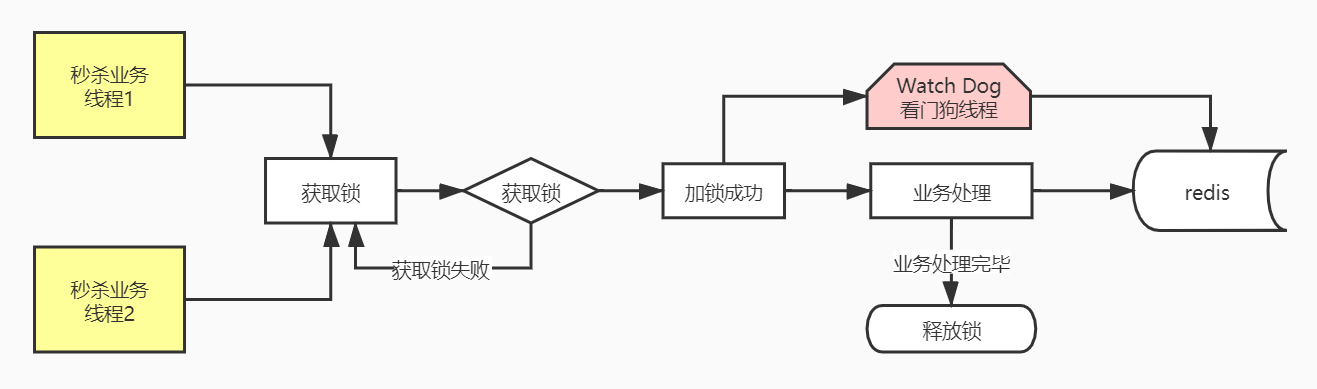 秒杀业务
线程1
Watch Dog
看门狗线程
获取锁
获取锁
加锁成功
业务处理
redis
获取锁失败
业务处理完毕
秒杀业务
线程2
释放锁